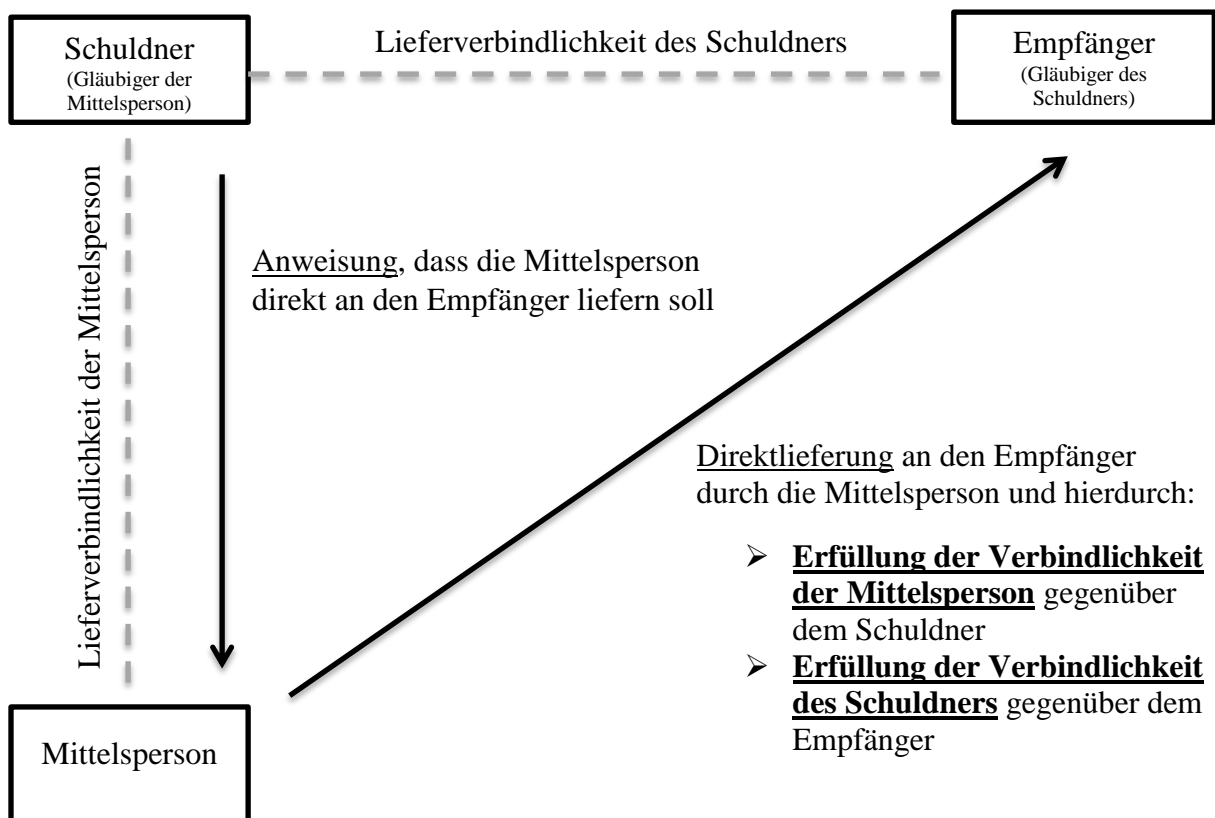 Schuldner
(Gläubiger der
Mittelsperson)
Lieferverbindlichkeit des Schuldners
Empfänger
(Gläubiger des
Schuldners)
Lieferverbindlichkeit der Mittelsperson
Anweisung, dass die Mittelsperson
direkt an den Empfänger liefern soll
Direktlieferung an den Empfänger
durch die Mittelsperson und hierdurch:
➢ Erfüllung der Verbindlichkeit
der Mittelsperson gegenüber
dem Schuldner
➢ Erfüllung der Verbindlichkeit
des Schuldners gegenüber dem
Empfänger
Mittelsperson